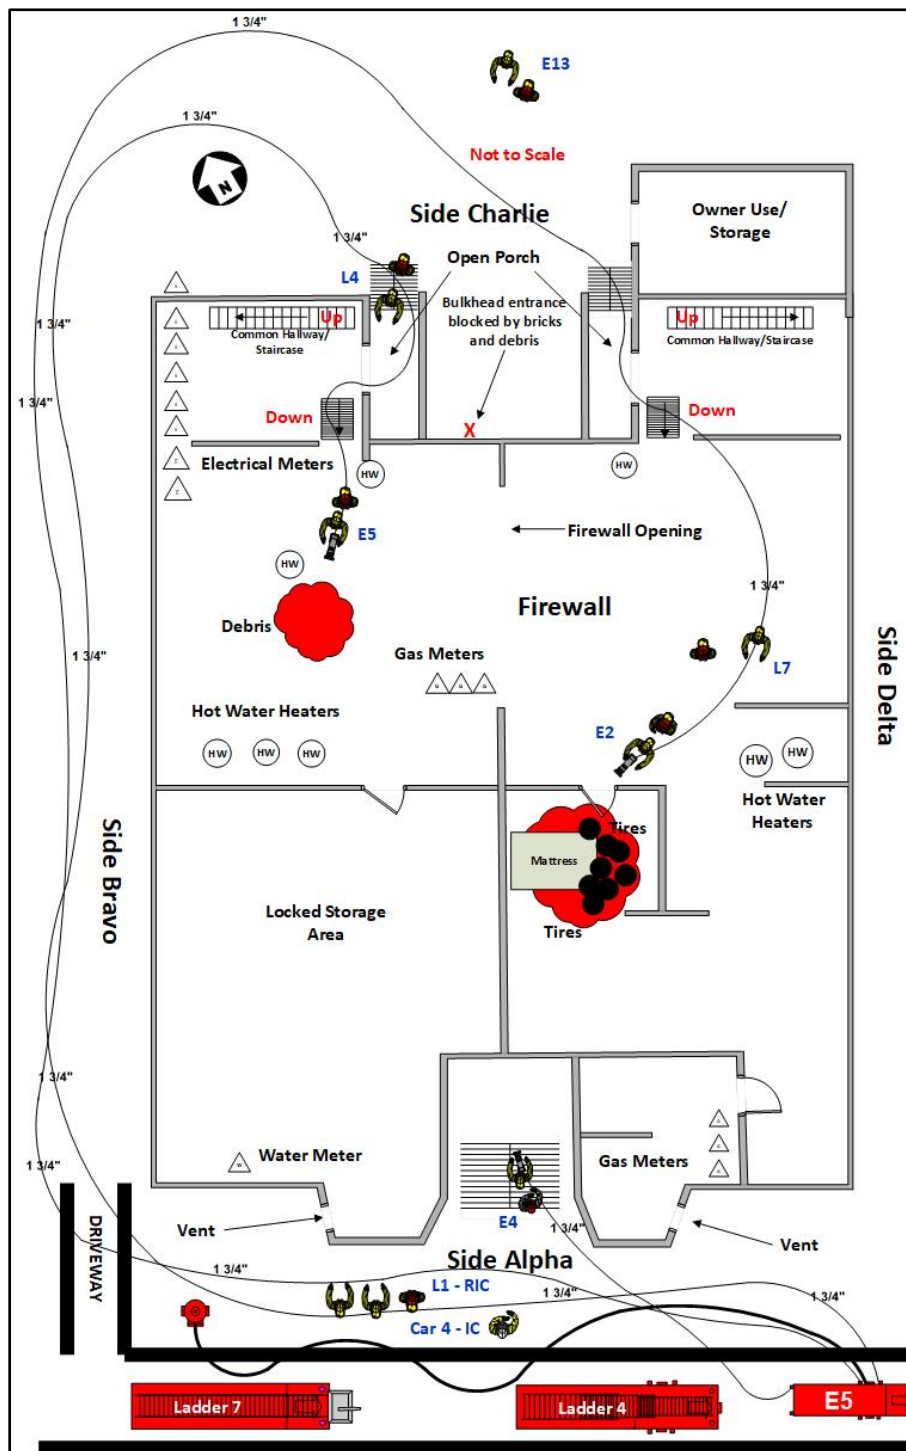 1 3/4"
E13
1 3/4"
Not to Scale
N
Owner Use/
Storage
Side Charlie
1 3/4"
Open Porch
L4
Bulkhead entrance
blocked by bricks
and debris
1 3/4"
Up
Common Hallway/
Staircase
Up
Common Hallway/Staircase
1 3/4"
Down
X
Down
Electrical Meters
HW
HW
E5
Firewall Opening
HW
1 3/4"
Firewall
Debris
Side Delta
1 3/4"
Gas Meters
G
G
G
L7
Hot Water Heaters
E2
HW
HW
HW
HW
HW
Hot Water
Heaters
Side Bravo
Tires
Mattress
Locked Storage
Area
Tires
1 3/4"
Water Meter
W
Gas Meters
1 3/4"
E4
1 3/4"
DRIVEWAY
Vent
Vent
Side Alpha
1 3/4"
L1 - RIC
1 3/4"
1 3/4"
Car 4 - IC
Ladder 7
Ladder 4
E5